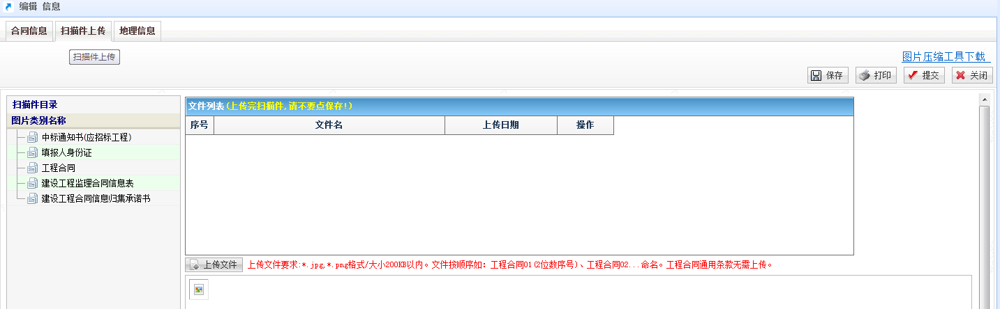 编辑 信息
合同信息 扫描件上传 地理信息
扫描件上传
图片压缩工具下载
保存 打印 提交 关闭
扫描件目录
图片类别名称
中标通知书(应招标工程)
填报人身份证
工程合同
建设工程监理合同信息表
建设工程合同信息归集承诺书
文件列表(上传完扫描件,请不要点保存!)
序号 文件名 上传日期 操作
上传文件 上传文件要求:*.jpg,*.png格式/大小200KB以内。文件按顺序如: 工程合同01(2位数序号)、工程合同02...命名。工程合同通用条款无需上传。